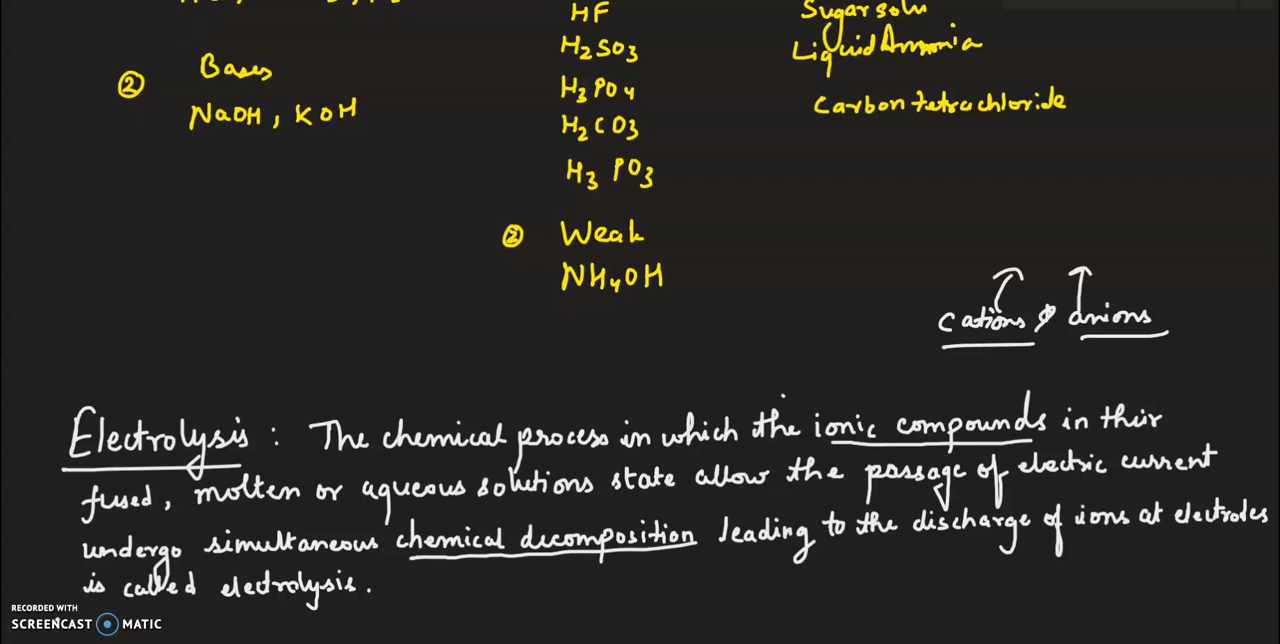 HF
Sugar solu
H2SO3
Liquid Ammonia
② Bases
H3PO4
Carbon tetrachloride
NaOH, KOH
H2CO3
H3PO3
② Weak
NH4OH
Cations & anions
Electrolysis : The chemical process in which the ionic compounds in their
fused, molten or aqueous solutions state allow the passage of electric current
undergo simultaneous chemical decomposition leading to the discharge of ions at electrodes
is called electrolysis.
RECORDED WITH
SCREENCAST MATIC